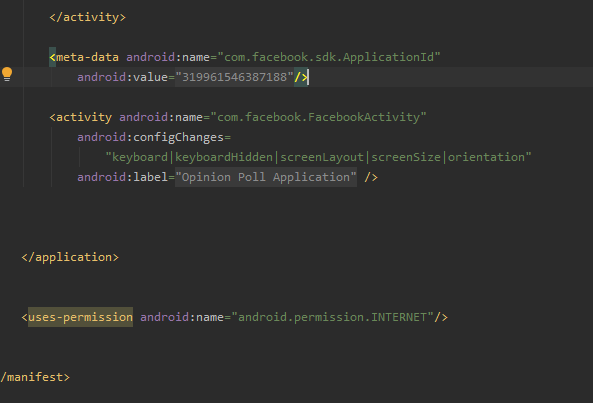 </activity>
<meta-data android:name="com.facebook.sdk.ApplicationId"
android:value="319961546387188"/>
<activity android:name="com.facebook.FacebookActivity"
android:configChanges=
"keyboard|keyboardHidden|screenLayout|screenSize|orientation"
android:label="Opinion Poll Application" />
</application>
<uses-permission android:name="android.permission.INTERNET"/>
/manifest>